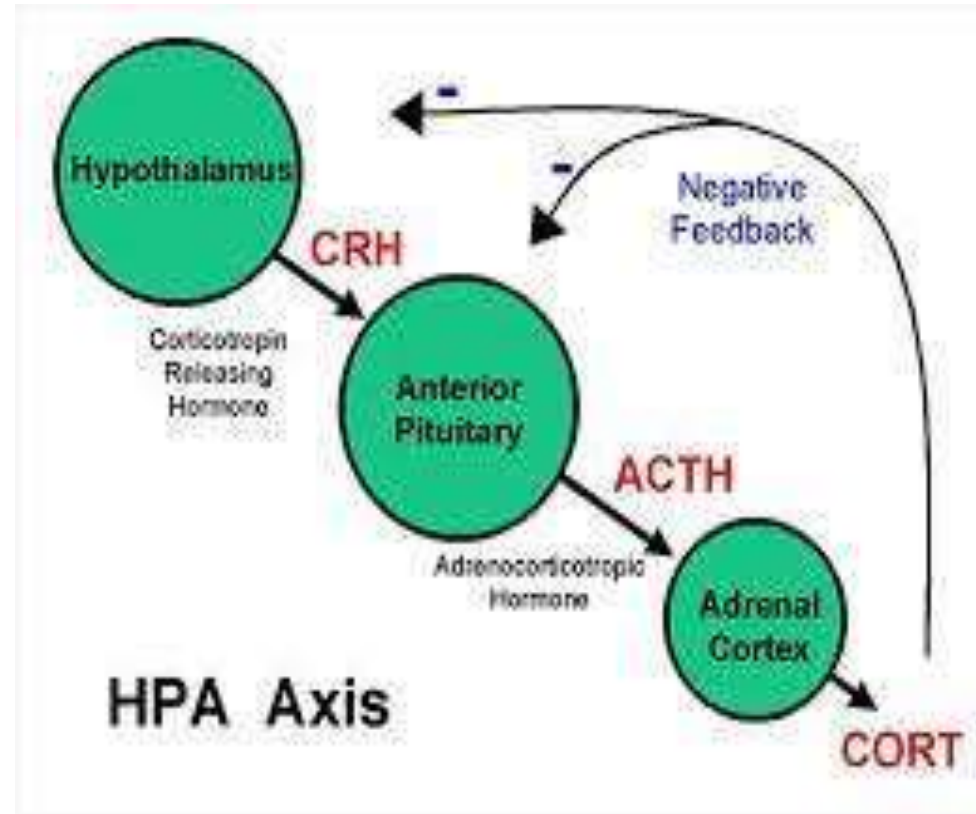 -
Hypothalamus
-
Negative
Feedback
CRH
Corticotropin
Releasing
Hormone
Anterior
Pituitary
ACTH
Adrenocorticotropic
Hormone
Adrenal
Cortex
HPA Axis
CORT